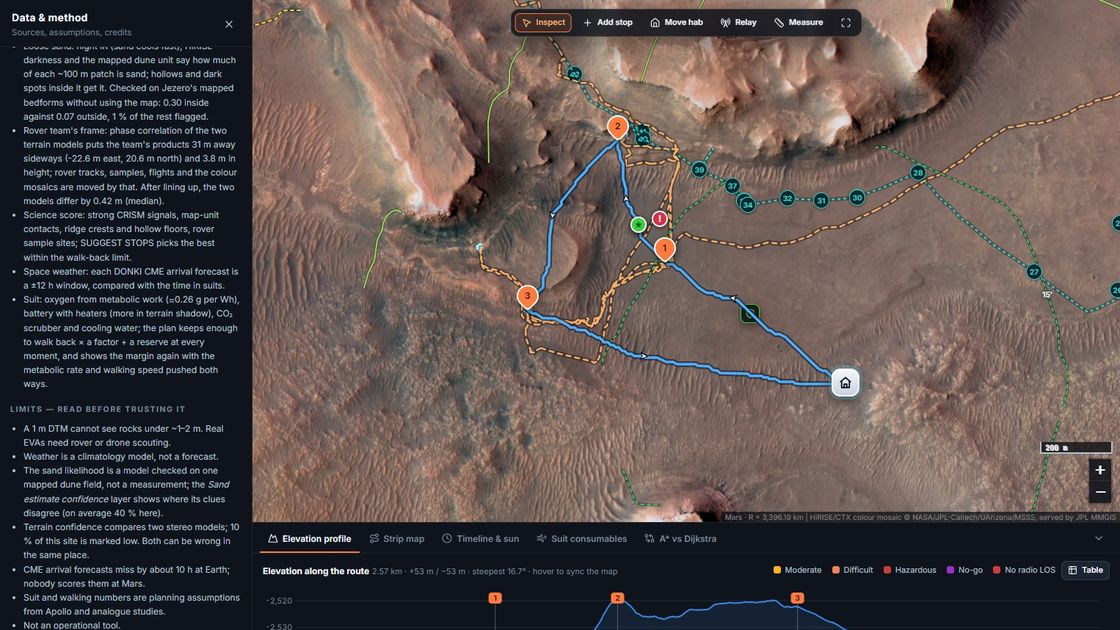 Data & method
Sources, assumptions, credits
Loose sand: night IR (sand cools fast), HiRISE
darkness and the mapped dune unit say how much
of each ~100 m patch is sand; hollows and dark
spots inside it get it. Checked on Jezero's mapped
bedforms without using the map: 0.30 inside
against 0.07 outside, 1 % of the rest flagged.
Rover team's frame: phase correlation of the two
terrain models puts the team's products 31 m away
sideways (-22.6 m east, 20.6 m north) and 3.8 m in
height; rover tracks, samples, flights and the colour
mosaics are moved by that. After lining up, the two
models differ by 0.42 m (median).
Science score: strong CRISM signals, map-unit
contacts, ridge crests and hollow floors, rover
sample sites; SUGGEST STOPS picks the best
within the walk-back limit.
Space weather: each DONKI CME arrival forecast is
a ±12 h window, compared with the time in suits.
Suit: oxygen from metabolic work (≈0.26 g per Wh),
battery with heaters (more in terrain shadow), CO₂
scrubber and cooling water; the plan keeps enough
to walk back × a factor + a reserve at every
moment, and shows the margin again with the
metabolic rate and walking speed pushed both
ways.
LIMITS — READ BEFORE TRUSTING IT
A 1 m DTM cannot see rocks under ~1–2 m. Real
EVAs need rover or drone scouting.
Weather is a climatology model, not a forecast.
The sand likelihood is a model checked on one
mapped dune field, not a measurement; the Sand
estimate confidence layer shows where its clues
disagree (on average 40 % here).
Terrain confidence compares two stereo models; 10
% of this site is marked low. Both can be wrong in
the same place.
CME arrival forecasts miss by about 10 h at Earth;
nobody scores them at Mars.
Suit and walking numbers are planning assumptions
from Apollo and analogue studies.
Not an operational tool.
Inspect
Add stop
Move hab
Relay
Measure
42
2
39
37
34
32
31
30
28
27
26
15°
!
1
3
200 m
+
−
Mars · R = 3,396.19 km | HiRISE/CTX colour mosaic © NASA/JPL-Caltech/UArizona/MSSS, served by JPL MMGIS
Elevation profile
Strip map
Timeline & sun
Suit consumables
A* vs Dijkstra
Elevation along the route 2.57 km · +53 m / −53 m · steepest 16.7° · hover to sync the map
Moderate
Difficult
Hazardous
No-go
No radio LOS
Table
-2,520
-2,530
1
2
3